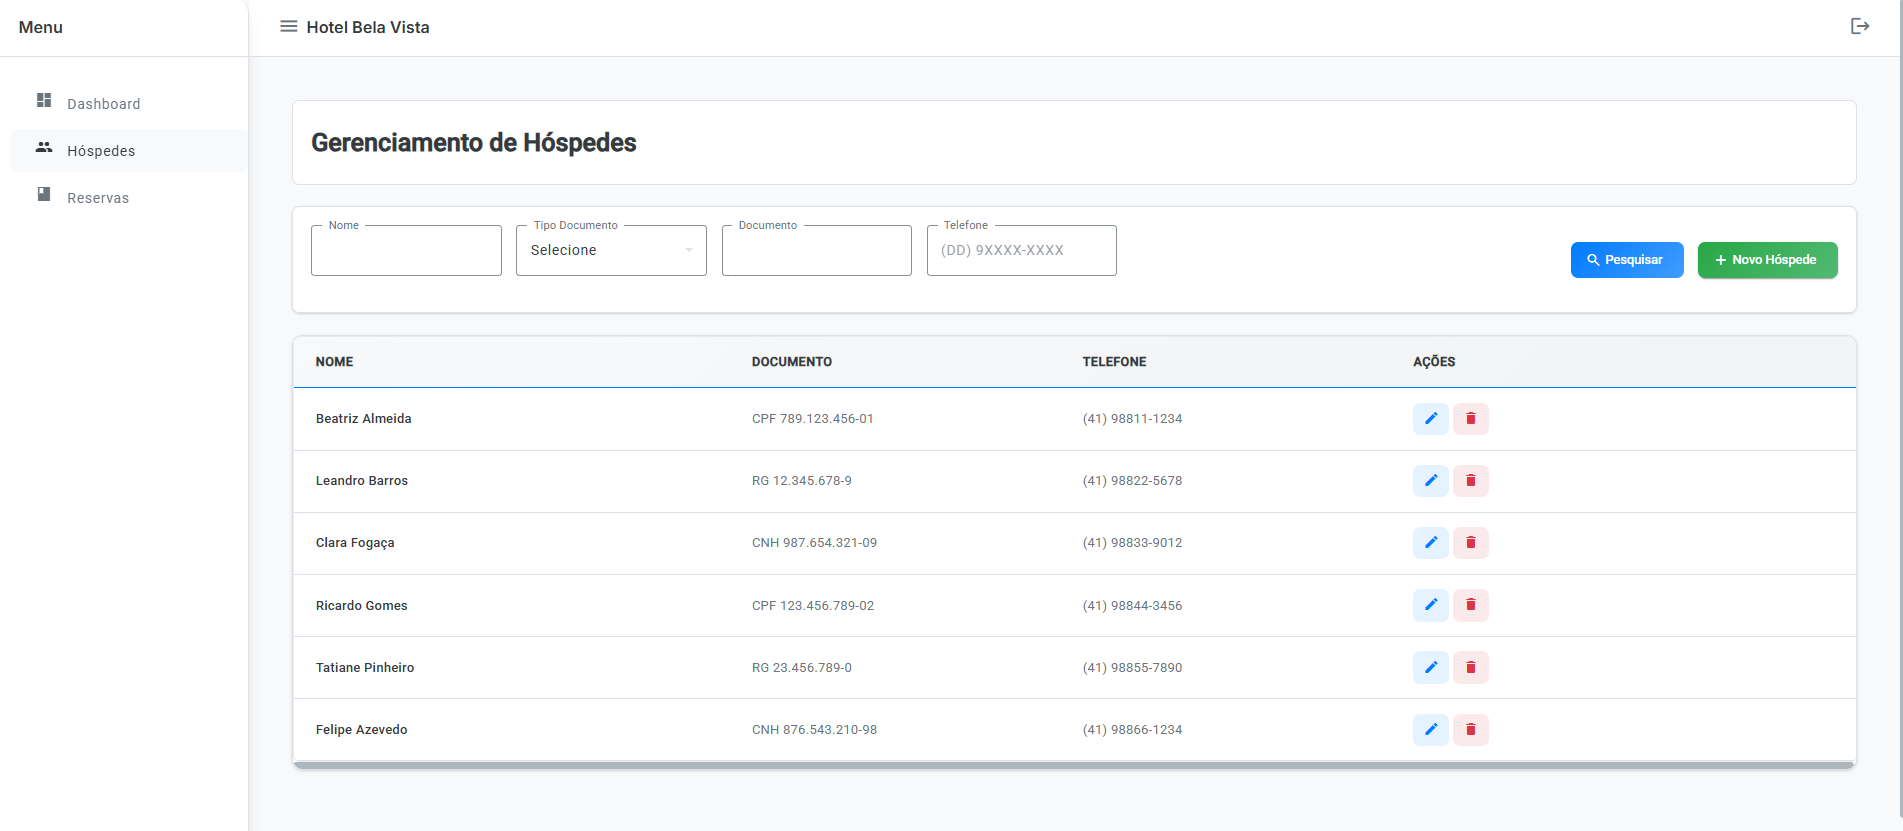 Menu
Hotel Bela Vista
Dashboard
Hóspedes
Reservas
Gerenciamento de Hóspedes
Nome
Tipo Documento
Documento
Telefone
Selecione
(DD) 9XXXX-XXXX
Pesquisar
Novo Hóspede
NOME DOCUMENTO TELEFONE AÇÕES
Beatriz Almeida CPF 789.123.456-01 (41) 98811-1234
Leandro Barros RG 12.345.678-9 (41) 98822-5678
Clara Fogaça CNH 987.654.321-09 (41) 98833-9012
Ricardo Gomes CPF 123.456.789-02 (41) 98844-3456
Tatiane Pinheiro RG 23.456.789-0 (41) 98855-7890
Felipe Azevedo CNH 876.543.210-98 (41) 98866-1234